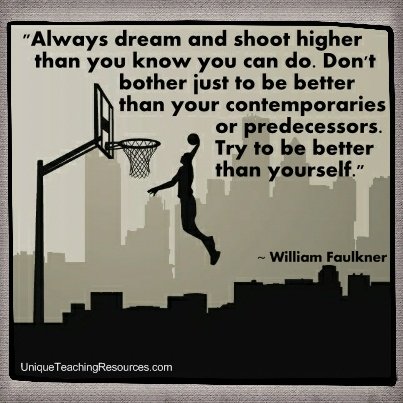 "Always dream and shoot higher
than you know you can do. Don't
bother just to be better
than your contemporaries
or predecessors.
Try to be better
than yourself."
~ William Faulkner
UniqueTeachingResources.com